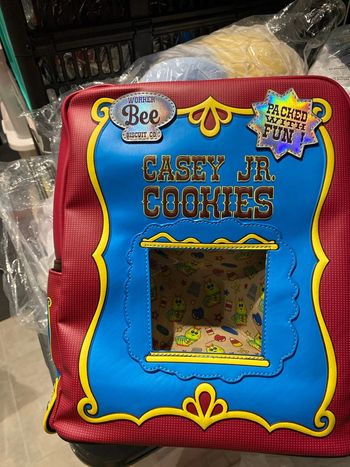 WORKER
Bee
BISCUIT CO.
PACKED
WITH
FUN!
CASEY JR.
COOKIES